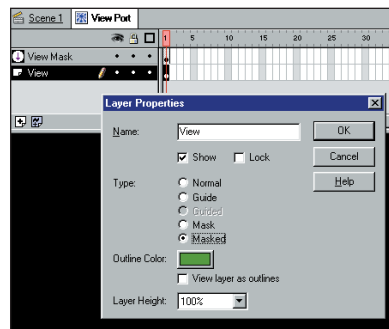 Scene 1 View Port
1 5 10 15 20 25 30
View Mask
View
Layer Properties
Name: View OK
Show Lock Cancel
Type: Normal Help
Guide
Guided
Mask
Masked
Outline Color:
View layer as outlines
Layer Height: 100%